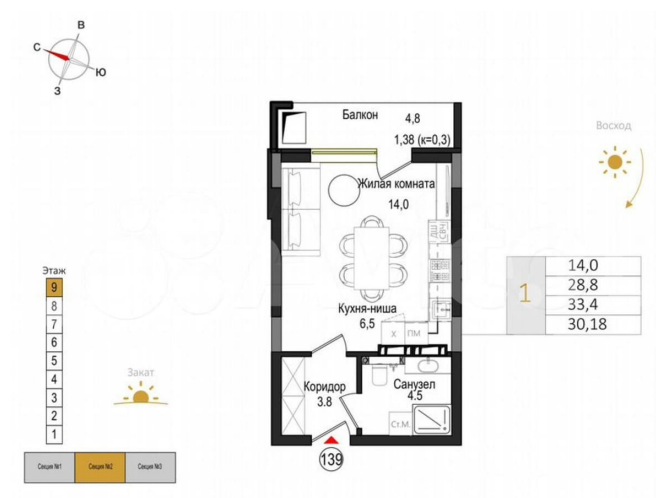 В
С
Ю
З
Балкон
4,8
1,38 (к=0,3)
Восход
Жилая комната
14,0
ДШ
СВЧ
Этаж
9
8
7
6
5
4
3
2
1
Кухня-ниша
6,5
Х
ПМ
1
14,0
28,8
33,4
30,18
Закат
Коридор
3.8
Санузел
4.5
Ст.М.
139
Секция №1
Секция №2
Секция №3